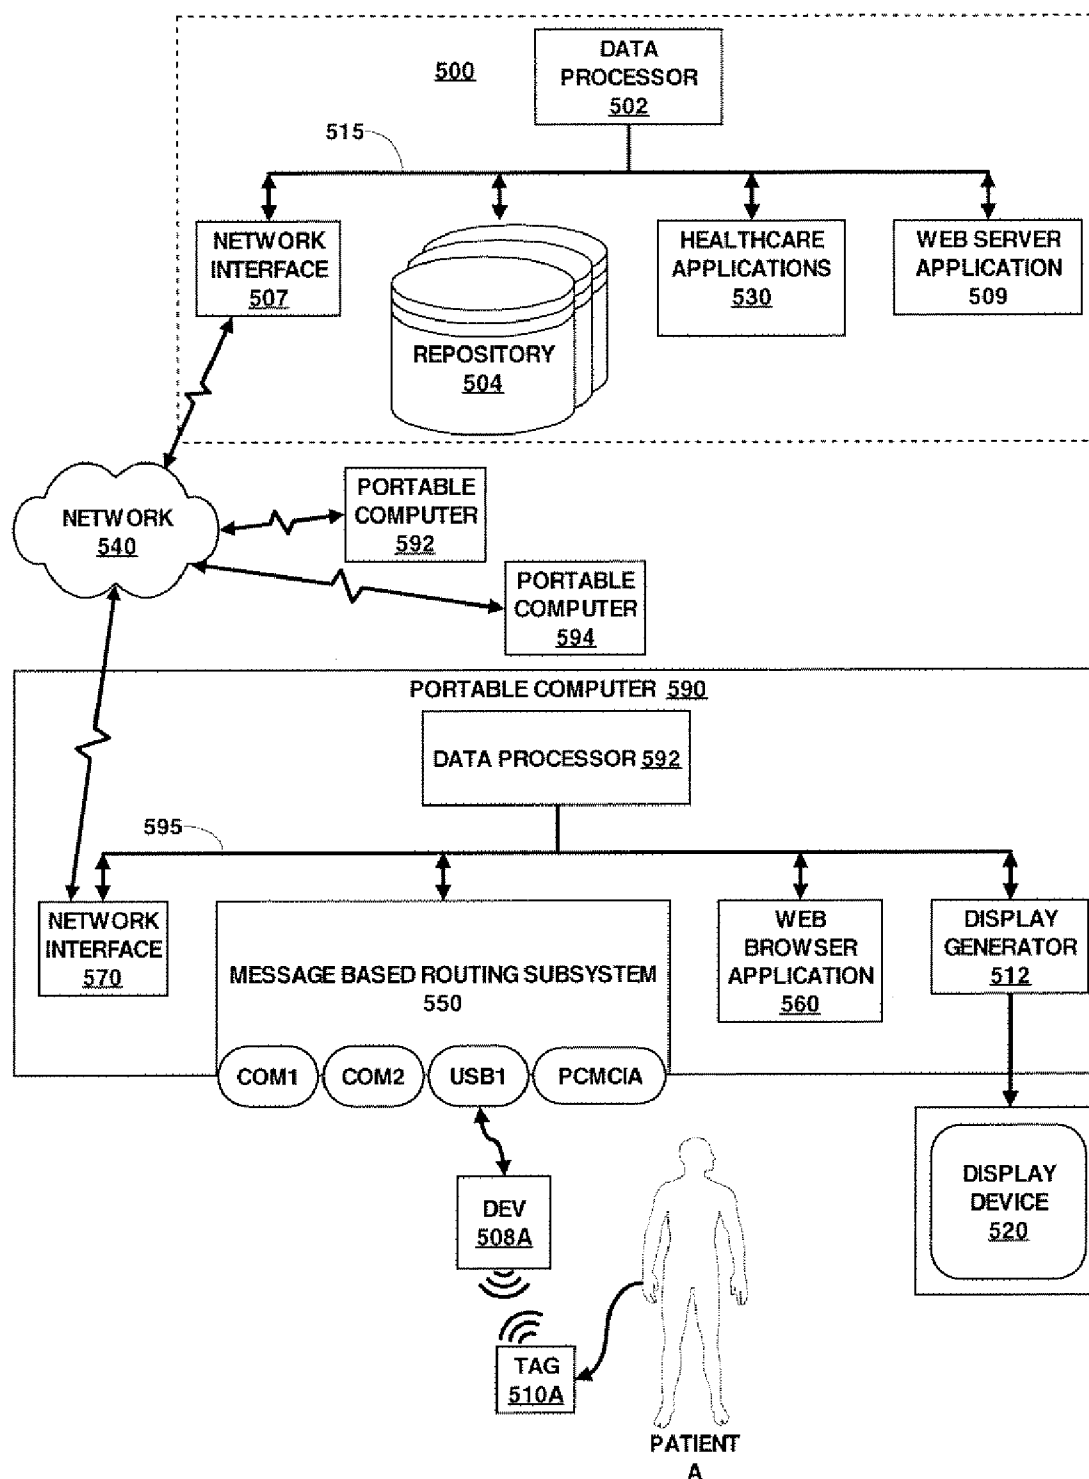 500
DATA
PROCESSOR
502
515
NETWORK
INTERFACE
507
REPOSITORY
504
HEALTHCARE
APPLICATIONS
530
WEB SERVER
APPLICATION
509
NETWORK
540
PORTABLE
COMPUTER
592
PORTABLE
COMPUTER
594
PORTABLE COMPUTER 590
DATA PROCESSOR 592
595
NETWORK
INTERFACE
570
MESSAGE BASED ROUTING SUBSYSTEM
550
WEB
BROWSER
APPLICATION
560
DISPLAY
GENERATOR
512
COM1
COM2
USB1
PCMCIA
DEV
508A
DISPLAY
DEVICE
520
TAG
510A
PATIENT
A